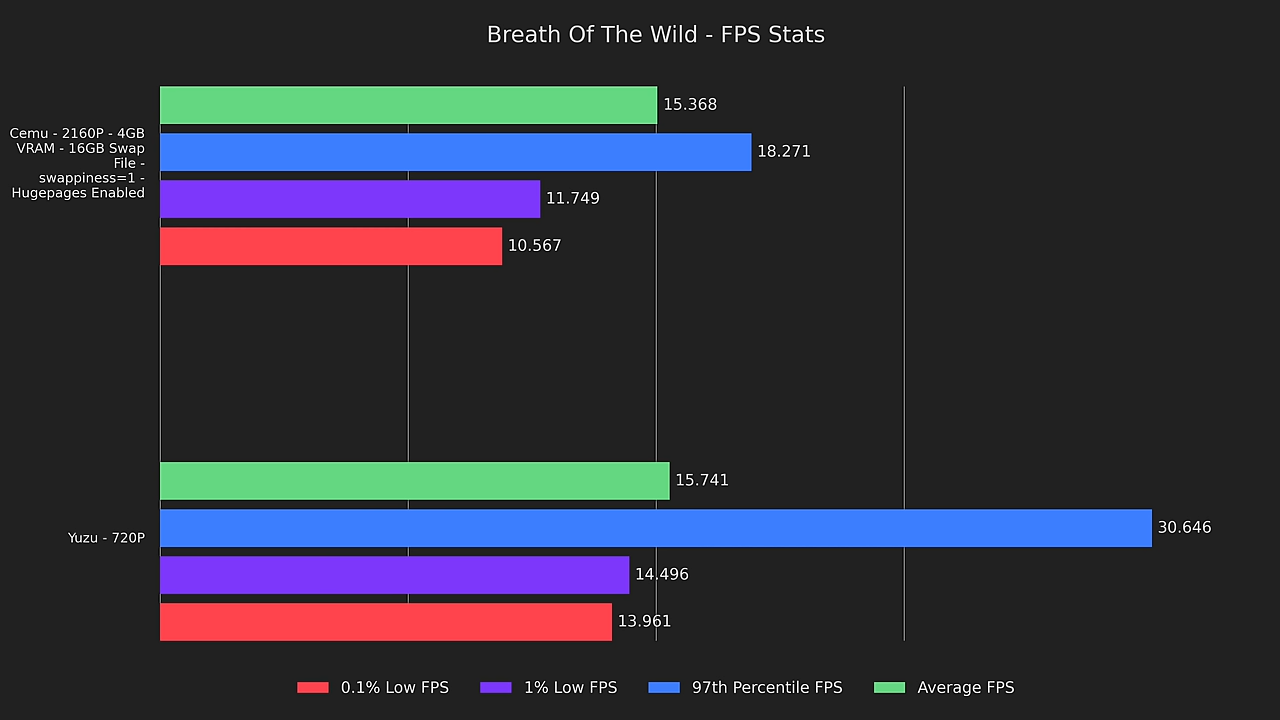 Breath Of The Wild - FPS Stats
Cemu - 2160P - 4GB
VRAM - 16GB Swap
File -
swappiness=1 -
Hugepages Enabled
15.368
18.271
11.749
10.567
Yuzu - 720P
15.741
30.646
14.496
13.961
0.1% Low FPS
1% Low FPS
97th Percentile FPS
Average FPS